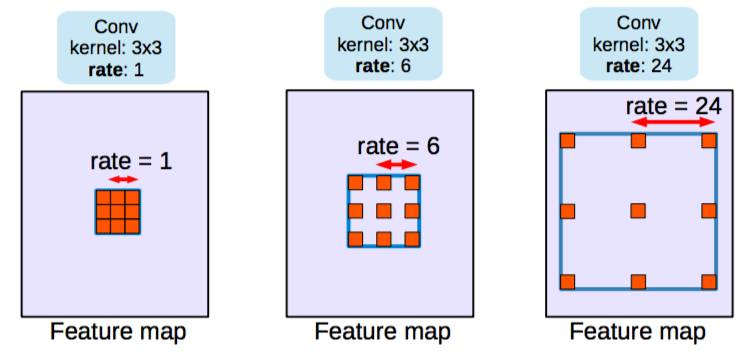 Conv
kernel: 3x3
rate: 1
rate = 1
Feature map
Conv
kernel: 3x3
rate: 6
rate = 6
Feature map
Conv
kernel: 3x3
rate: 24
rate = 24
Feature map